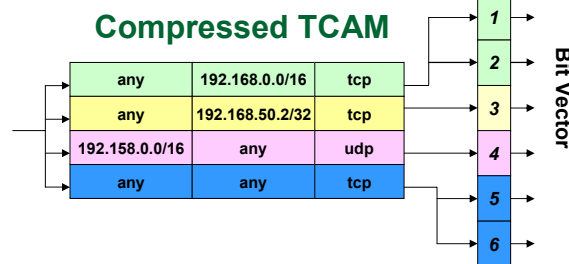 Compressed TCAM
any 192.168.0.0/16 tcp
any 192.168.50.2/32 tcp
192.158.0.0/16 any udp
any any tcp
1
2
3
4
5
6
Bit Vector